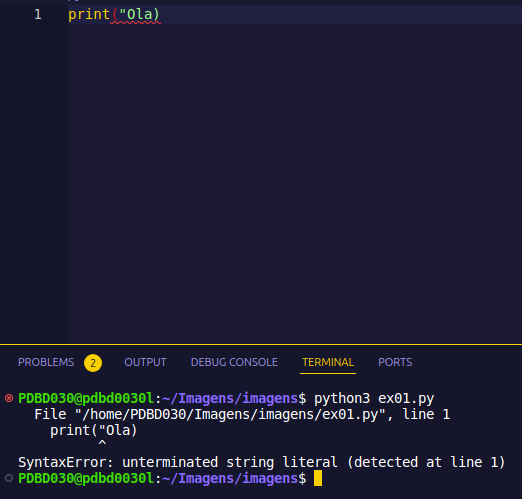 1 print("Ola)
PROBLEMS 2 OUTPUT DEBUG CONSOLE TERMINAL PORTS
PDBD030@pdbd0030l:~/Imagens/imagens$ python3 ex01.py
File "/home/PDBD030/Imagens/imagens/ex01.py", line 1
print("Ola)
^
SyntaxError: unterminated string literal (detected at line 1)
PDBD030@pdbd0030l:~/Imagens/imagens$